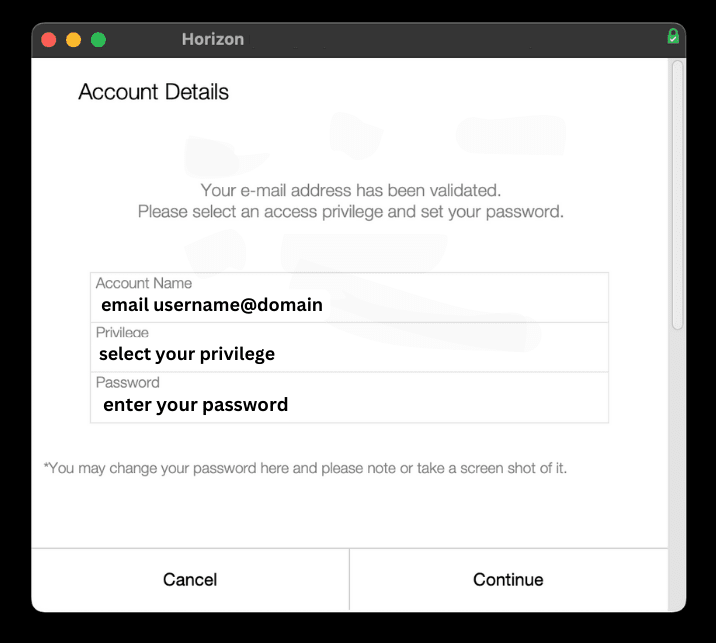 Horizon
Account Details
Your e-mail address has been validated.
Please select an access privilege and set your password.
Account Name
email username@domain
Privilege
select your privilege
Password
enter your password
*You may change your password here and please note or take a screen shot of it.
Cancel
Continue